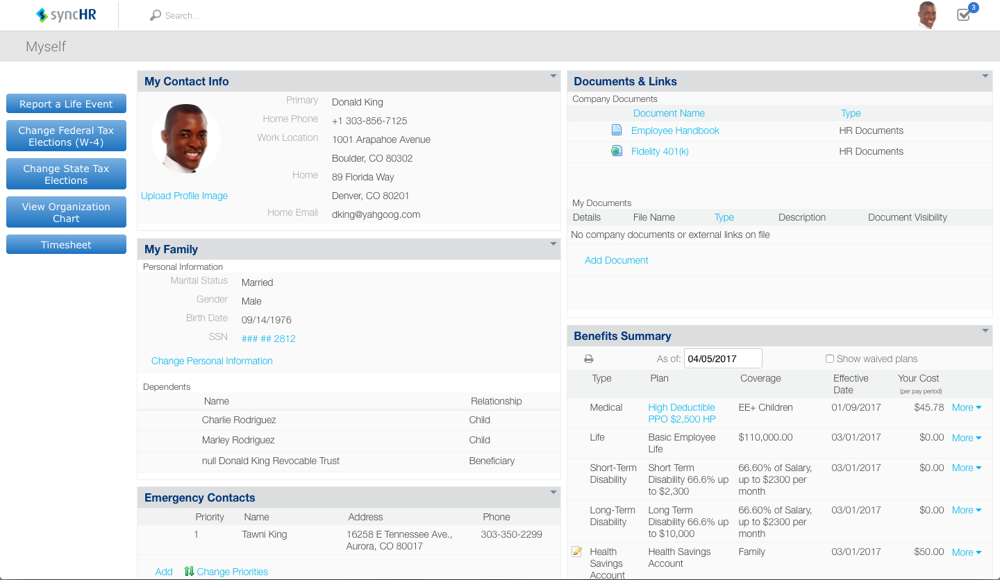 syncHR
Search...
3
Myself
Report a Life Event
Change Federal Tax
Elections (W-4)
Change State Tax
Elections
View Organization
Chart
Timesheet
My Contact Info
Primary Donald King
Home Phone +1 303-856-7125
Work Location 1001 Arapahoe Avenue
Boulder, CO 80302
Home 89 Florida Way
Upload Profile Image Denver, CO 80201
Home Email dking@yahgoog.com
My Family
Personal Information
Marital Status Married
Gender Male
Birth Date 09/14/1976
SSN ### ## 2812
Change Personal Information
Dependents
Name Relationship
Charlie Rodriguez Child
Marley Rodriguez Child
null Donald King Revocable Trust Beneficiary
Emergency Contacts
Priority Name Address Phone
1 Tawni King 16258 E Tennessee Ave., 303-350-2299
Aurora, CO 80017
Add Change Priorities
Documents & Links
Company Documents
Document Name Type
Employee Handbook HR Documents
Fidelity 401(k) HR Documents
My Documents
Details File Name Type Description Document Visibility
No company documents or external links on file
Add Document
Benefits Summary
As of: 04/05/2017 Show waived plans
Type Plan Coverage Effective Your Cost
Date (per pay period)
Medical High Deductible EE+ Children 01/09/2017 $45.78 More
PPO $2,500 HP
Life Basic Employee $110,000.00 03/01/2017 $0.00 More
Life
Short-Term Short Term 66.60% of Salary, 03/01/2017 $0.00 More
Disability Disability 66.6% up up to $2300 per
to $2,300 month
Long-Term Long Term 66.60% of Salary, 03/01/2017 $0.00 More
Disability Disability 66.6% up up to $2300 per
to $10,000 month
Health Health Savings Family 03/01/2017 $50.00 More
Savings Account
Account